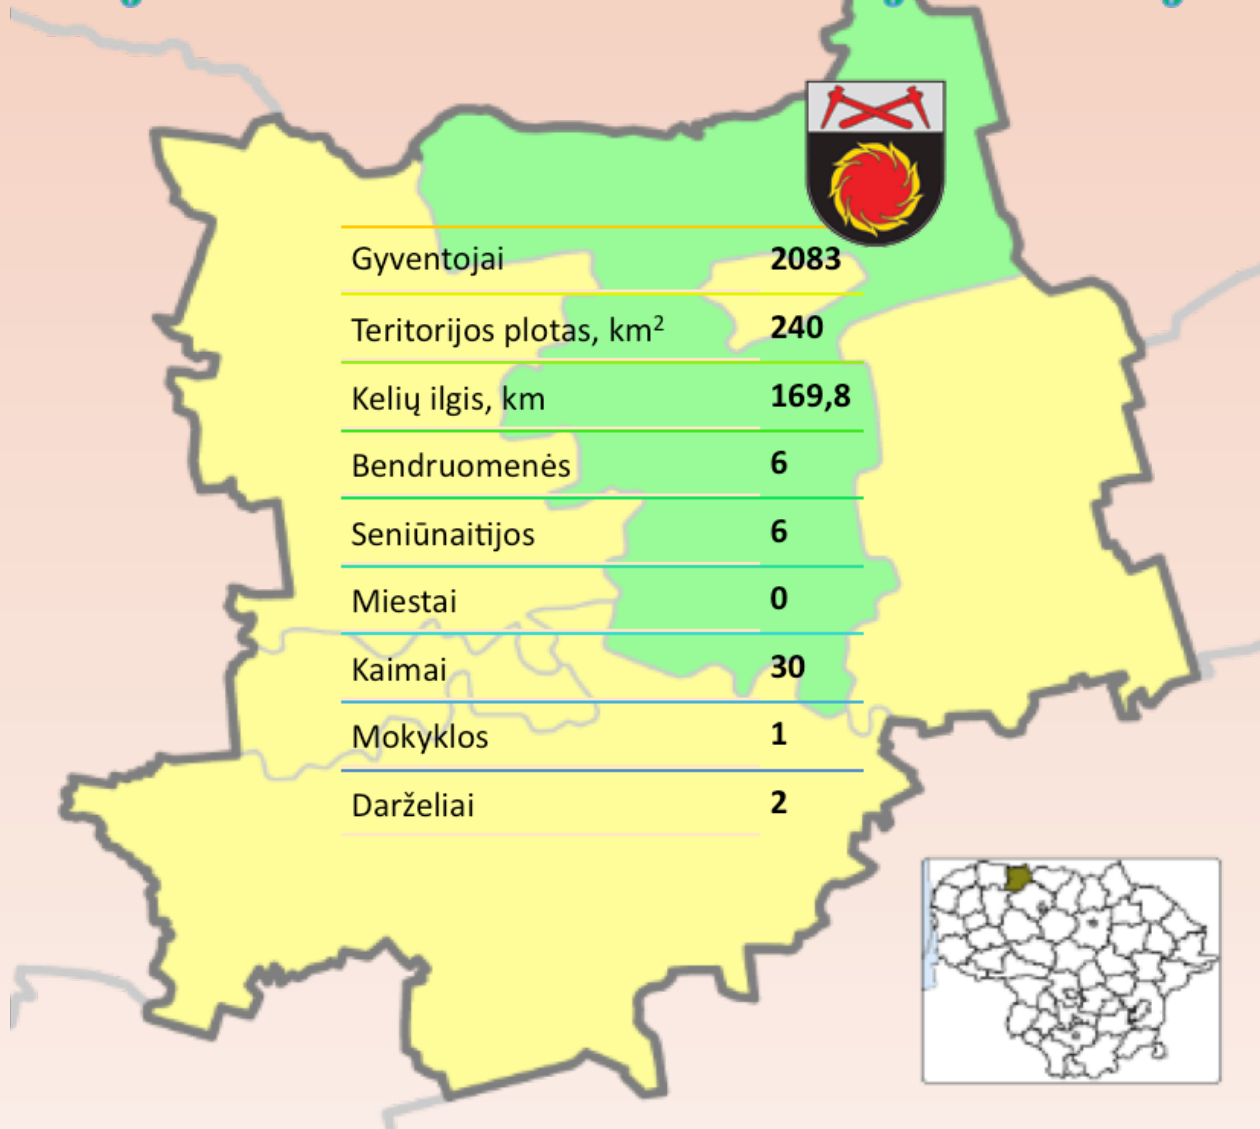 Gyventojai 2083
Teritorijos plotas, km² 240
Kelių ilgis, km 169,8
Bendruomenės 6
Seniūnaitijos 6
Miestai 0
Kaimai 30
Mokyklos 1
Darželiai 2